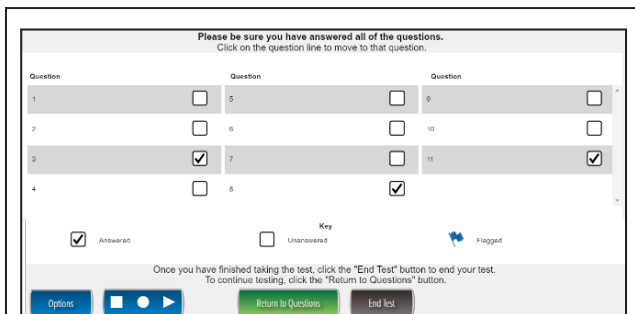 Please be sure you have answered all of the questions.
Click on the question line to move to that question.
Question Question Question
1 5 9
2 6 10
3 7 11
4 8
Key
Answered Unanswered Flagged
Once you have finished taking the test, click the "End Test" button to end your test.
To continue testing, click the "Return to Questions" button.
Options Return to Questions End Test